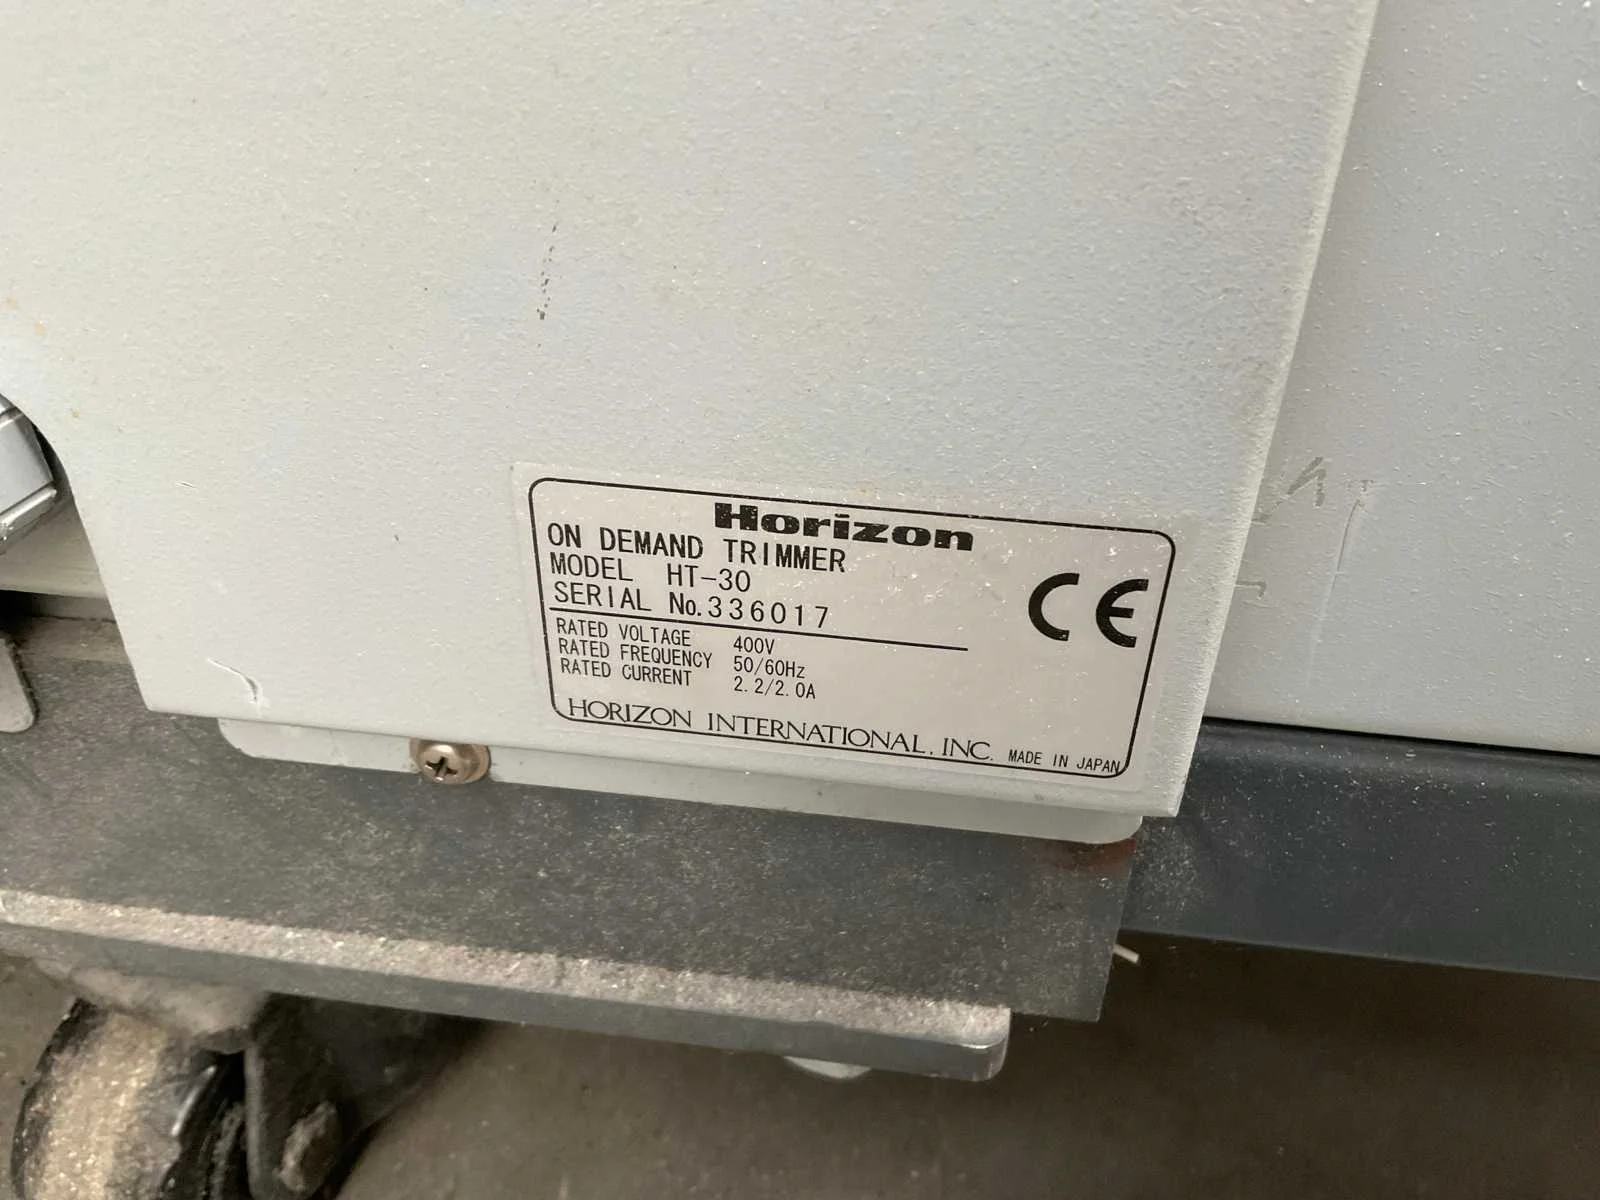 Horizon
ON DEMAND TRIMMER
MODEL HT-30
SERIAL No.336017
CE
RATED VOLTAGE 400V
RATED FREQUENCY 50/60Hz
RATED CURRENT 2.2/2.0A
HORIZON INTERNATIONAL, INC. MADE IN JAPAN